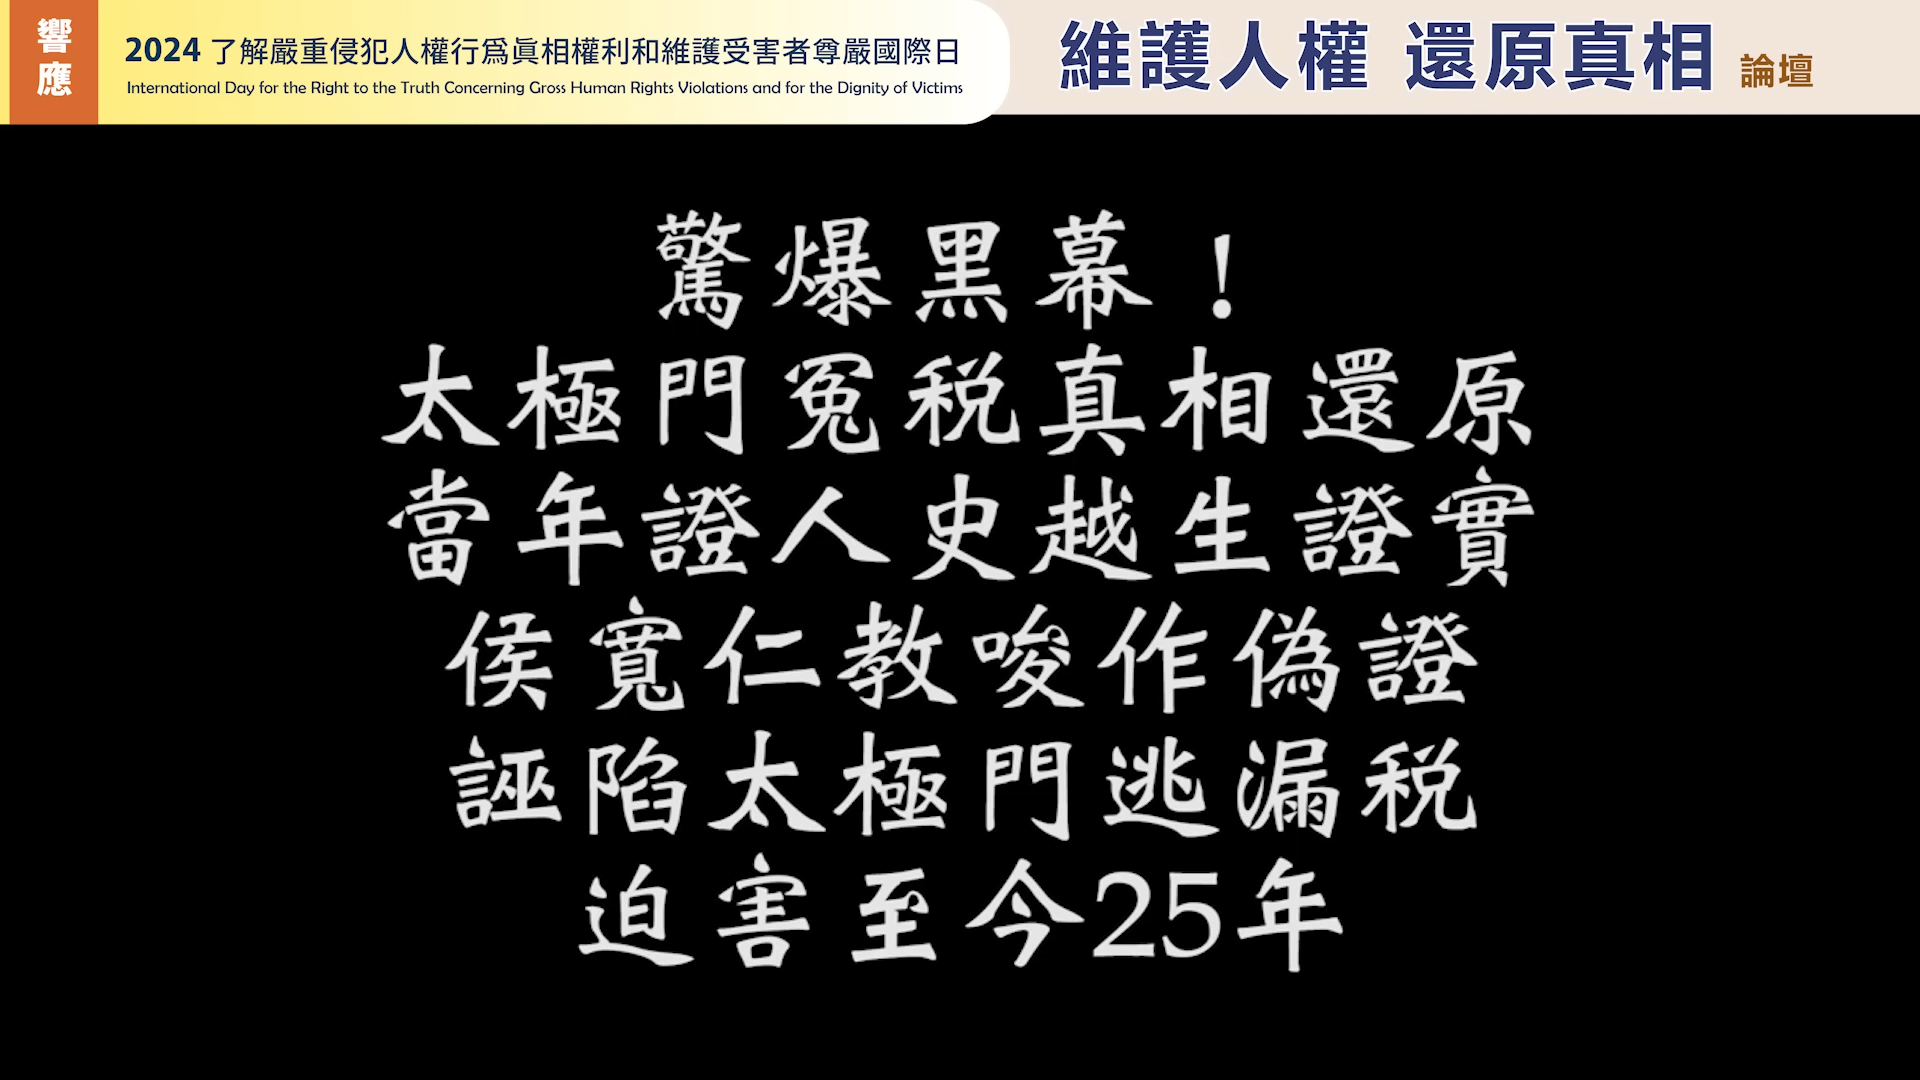 響應
2024 了解嚴重侵犯人權行爲眞相權利和維護受害者尊嚴國際日
International Day for the Right to the Truth Concerning Gross Human Rights Violations and for the Dignity of Victims
維護人權 還原真相 論壇
驚爆黑幕！
太極門冤税真相還原
當年證人史越生證實
侯寬仁教唆作偽證
誣陷太極門逃漏税
迫害至今25年